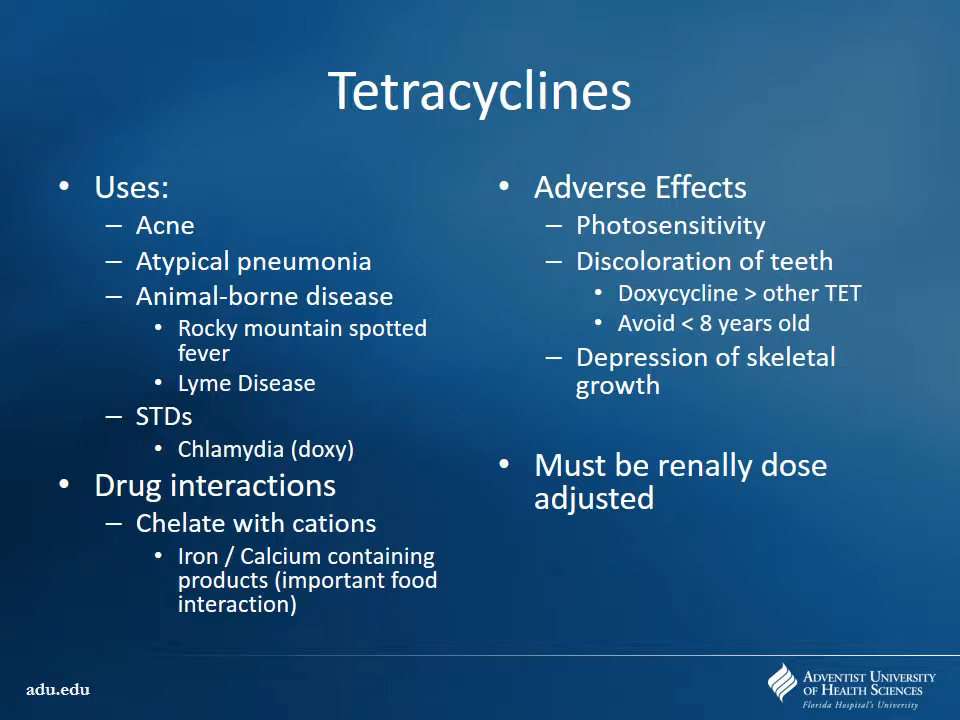 Tetracyclines
• Uses:
– Acne
– Atypical pneumonia
– Animal-borne disease
• Rocky mountain spotted
fever
• Lyme Disease
– STDs
• Chlamydia (doxy)
• Drug interactions
– Chelate with cations
• Iron / Calcium containing
products (important food
interaction)
• Adverse Effects
– Photosensitivity
– Discoloration of teeth
• Doxycycline > other TET
• Avoid < 8 years old
– Depression of skeletal
growth
• Must be renally dose
adjusted
adu.edu
ADVENTIST UNIVERSITY
OF HEALTH SCIENCES
Florida Hospital's University